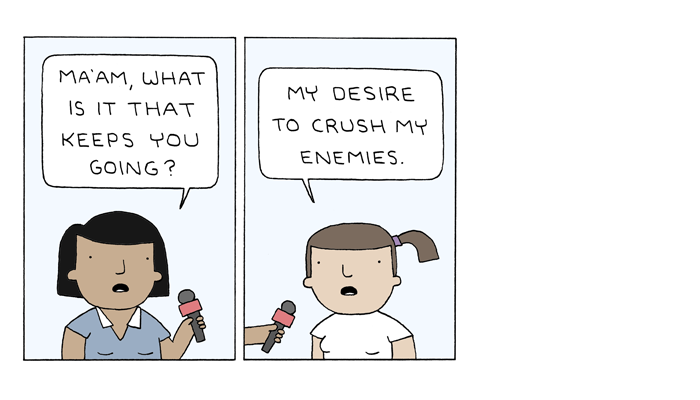 MA'AM, WHAT
IS IT THAT
KEEPS YOU
GOING?
MY DESIRE
TO CRUSH MY
ENEMIES.